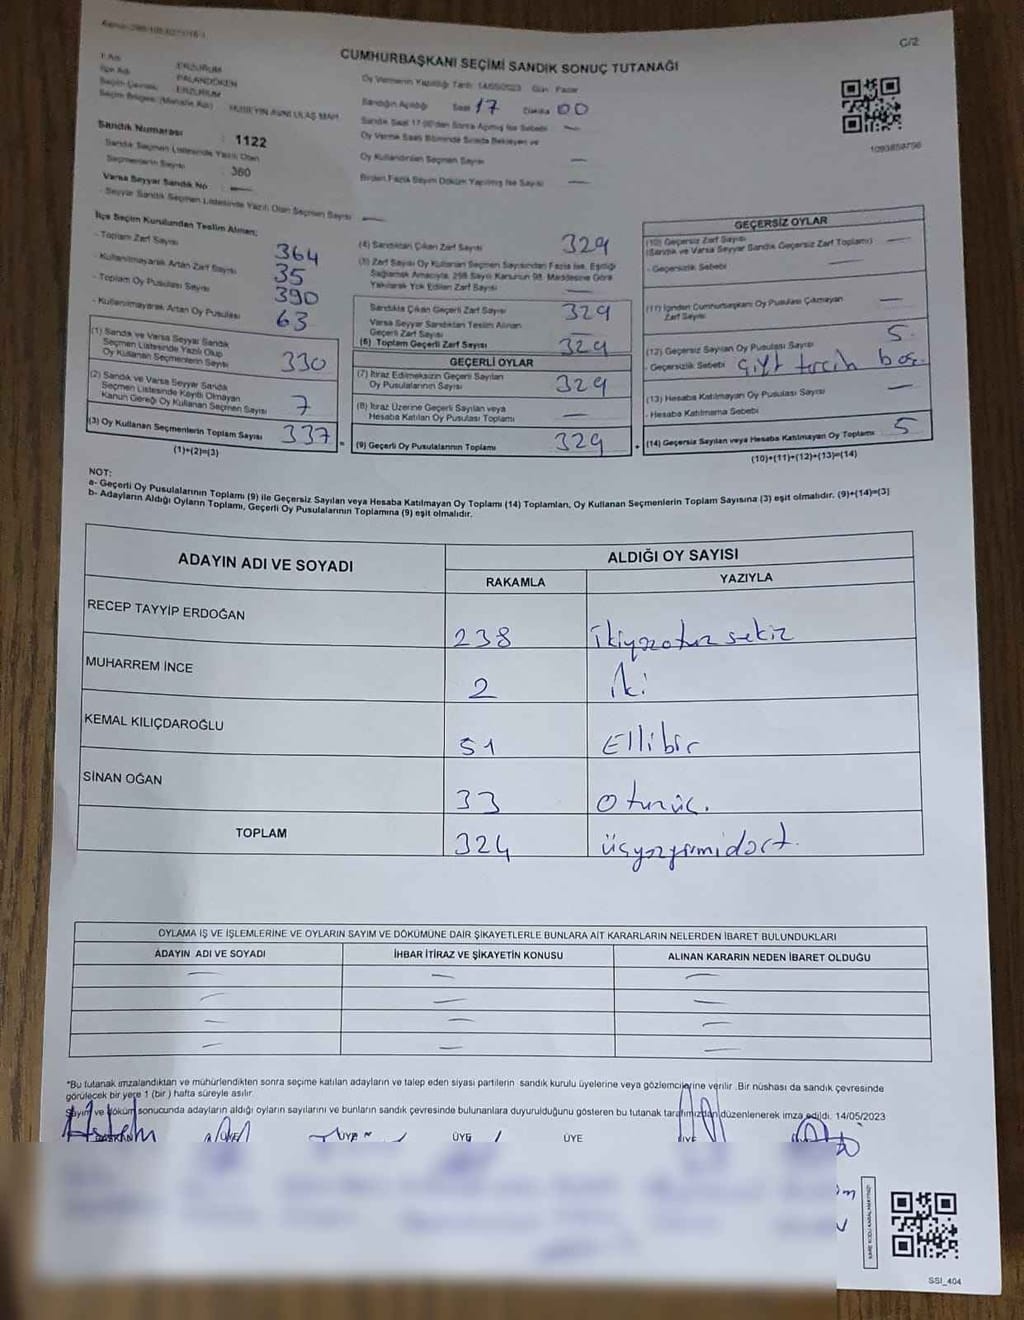 C/2
CUMHURBAŞKANI SEÇİMİ SANDIK SONUÇ TUTANAĞI
İl Adı : ERZURUM
İlçe Adı : PALANDÖKEN
Seçim Çevresi : ERZURUM
Seçim Bölgesi (Mahalle Adı) : HÜSEYİN AVNİ ULAŞ MAH.
Oy Vermenin Yapıldığı Tarih: 14/05/2023 Gün: Pazar
Sandığın Açıldığı Saat 17 Dakika 00
Sandık Saat 17:00'den Sonra Açılmış İse Sebebi —
Oy Verme Saati Bitiminde Sırada Bekleyen ve
Oy Kullandırılan Seçmen Sayısı —
Birden Fazla Sayım Döküm Yapılmış İse Sayısı —
1093859756
Sandık Numarası : 1122
Sandık Seçmen Listesinde Yazılı Olan
Seçmenlerin Sayısı : 360
Varsa Seyyar Sandık No : —
- Seyyar Sandık Seçmen Listesinde Yazılı Olan Seçmen Sayısı —
İlçe Seçim Kurulundan Teslim Alınan;
- Toplam Zarf Sayısı 364
- Kullanılmayarak Artan Zarf Sayısı 35
- Toplam Oy Pusulası Sayısı 390
- Kullanılmayarak Artan Oy Pusulası 63
(1) Sandık ve Varsa Seyyar Sandık
Seçmen Listesinde Yazılı Olup
Oy Kullanan Seçmenlerin Sayısı 330
(2) Sandık ve Varsa Seyyar Sandık
Seçmen Listesinde Kayıtlı Olmayan
Kanun Gereği Oy Kullanan Seçmen Sayısı 7
(3) Oy Kullanan Seçmenlerin Toplam Sayısı 337
(1)+(2)=(3)
(4) Sandıktan Çıkan Zarf Sayısı 329
(5) Zarf Sayısı Oy Kullanan Seçmen Sayısından Fazla ise, Eşitliği
Sağlamak Amacıyla, 298 Sayılı Kanunun 98. Maddesine Göre
Yakılarak Yok Edilen Zarf Sayısı —
Sandıkta Çıkan Geçerli Zarf Sayısı 329
Varsa Seyyar Sandıktan Teslim Alınan
Geçerli Zarf Sayısı
(6) Toplam Geçerli Zarf Sayısı 329
GEÇERLİ OYLAR
(7) İtiraz Edilmeksizin Geçerli Sayılan
Oy Pusulalarının Sayısı 329
(8) İtiraz Üzerine Geçerli Sayılan veya
Hesaba Katılan Oy Pusulası Toplamı —
(9) Geçerli Oy Pusulalarının Toplamı 329
GEÇERSİZ OYLAR
(10) Geçersiz Zarf Sayısı
(Sandık ve Varsa Seyyar Sandık Geçersiz Zarf Toplamı) —
- Geçersizlik Sebebi —
(11) İçinden Cumhurbaşkanı Oy Pusulası Çıkmayan
Zarf Sayısı —
(12) Geçersiz Sayılan Oy Pusulası Sayısı 5
- Geçersizlik Sebebi çift tercih boş.
(13) Hesaba Katılmayan Oy Pusulası Sayısı —
- Hesaba Katılmama Sebebi
(14) Geçersiz Sayılan veya Hesaba Katılmayan Oy Toplamı 5
(10)+(11)+(12)+(13)=(14)
NOT:
a- Geçerli Oy Pusulalarının Toplamı (9) ile Geçersiz Sayılan veya Hesaba Katılmayan Oy Toplamı (14) Toplamları, Oy Kullanan Seçmenlerin Toplam Sayısına (3) eşit olmalıdır. (9)+(14)=(3)
b- Adayların Aldığı Oyların Toplamı, Geçerli Oy Pusulalarının Toplamına (9) eşit olmalıdır.
ADAYIN ADI VE SOYADI
ALDIĞI OY SAYISI
RAKAMLA YAZIYLA
RECEP TAYYİP ERDOĞAN 238 ikiyüzotuz sekiz
MUHARREM İNCE 2 iki
KEMAL KILIÇDAROĞLU 51 Ellibir
SİNAN OĞAN 33 Otuzüç.
TOPLAM 324 üçyüzyirmidört.
OYLAMA İŞ VE İŞLEMLERİNE VE OYLARIN SAYIM VE DÖKÜMÜNE DAİR ŞİKAYETLERLE BUNLARA AİT KARARLARIN NELERDEN İBARET BULUNDUKLARI
ADAYIN ADI VE SOYADI İHBAR İTİRAZ VE ŞİKAYETİN KONUSU ALINAN KARARIN NEDEN İBARET OLDUĞU
— — —
— — —
— — —
— — —
*Bu tutanak imzalandıktan ve mühürlendikten sonra seçime katılan adayların ve talep eden siyasi partilerin sandık kurulu üyelerine veya gözlemcilerine verilir .Bir nüshası da sandık çevresinde
görülecek bir yere 1 (bir ) hafta süreyle asılır.
Sayım ve döküm sonucunda adayların aldığı oyların sayılarını ve bunların sandık çevresinde bulunanlara duyurulduğunu gösteren bu tutanak tarafımızdan düzenlenerek imza edildi. 14/05/2023
BAŞKAN ÜYE ÜYE ÜYE ÜYE ÜYE
SSI_404